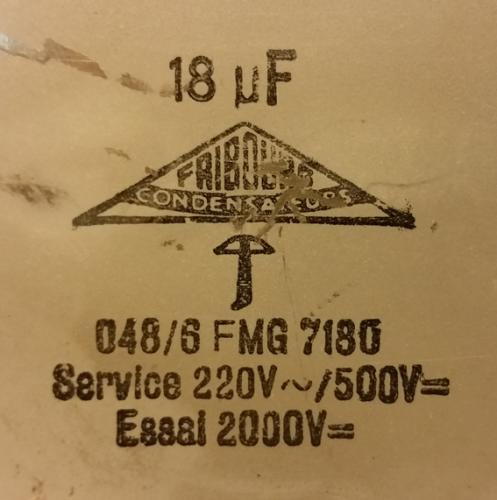 18 µF
FRIBOURG
CONDENSATEURS
048/6 FMG 7180
Service 220V~/500V=
Essai 2000V=